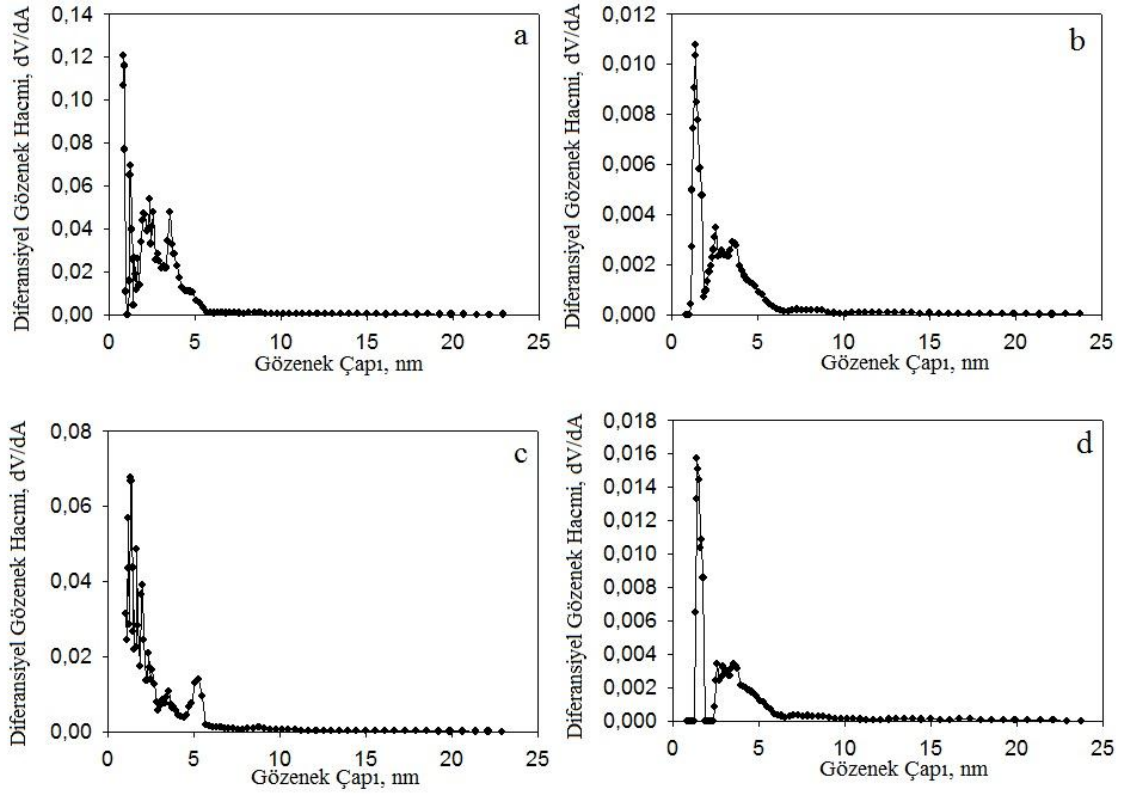 a
Diferansiyel Gözenek Hacmi, dV/dA
0,14
0,12
0,10
0,08
0,06
0,04
0,02
0,00
0 5 10 15 20 25
Gözenek Çapı, nm
b
Diferansiyel Gözenek Hacmi, dV/dA
0,012
0,010
0,008
0,006
0,004
0,002
0,000
0 5 10 15 20 25
Gözenek Çapı, nm
c
Diferansiyel Gözenek Hacmi, dV/dA
0,08
0,06
0,04
0,02
0,00
0 5 10 15 20 25
Gözenek Çapı, nm
d
Diferansiyel Gözenek Hacmi, dV/dA
0,018
0,016
0,014
0,012
0,010
0,008
0,006
0,004
0,002
0,000
0 5 10 15 20 25
Gözenek Çapı, nm